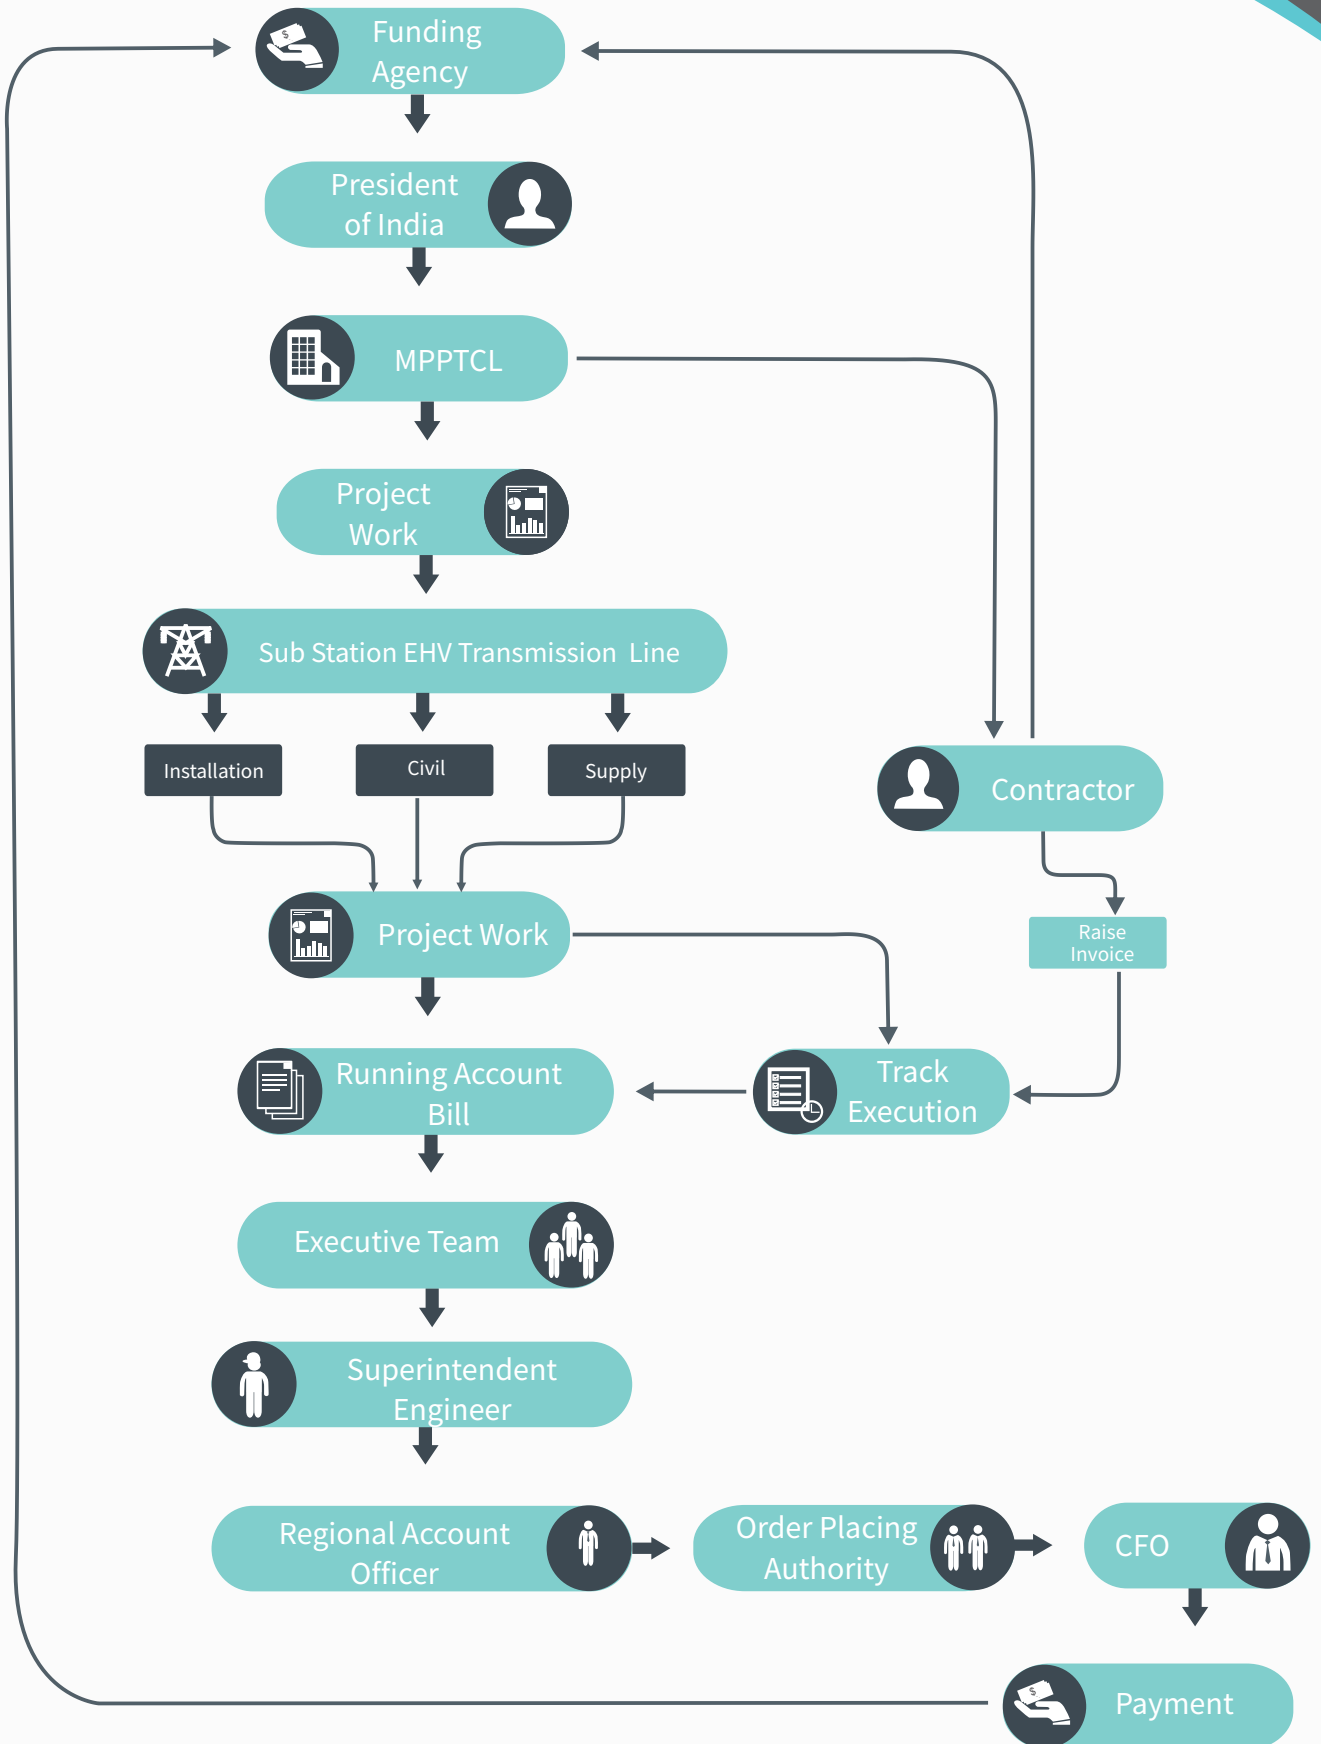 Funding
Agency
President
of India
MPPTCL
Project
Work
Sub Station EHV Transmission Line
Installation
Civil
Supply
Contractor
Raise
Invoice
Project Work
Track
Execution
Running Account
Bill
Executive Team
Superintendent
Engineer
Regional Account
Officer
Order Placing
Authority
CFO
Payment